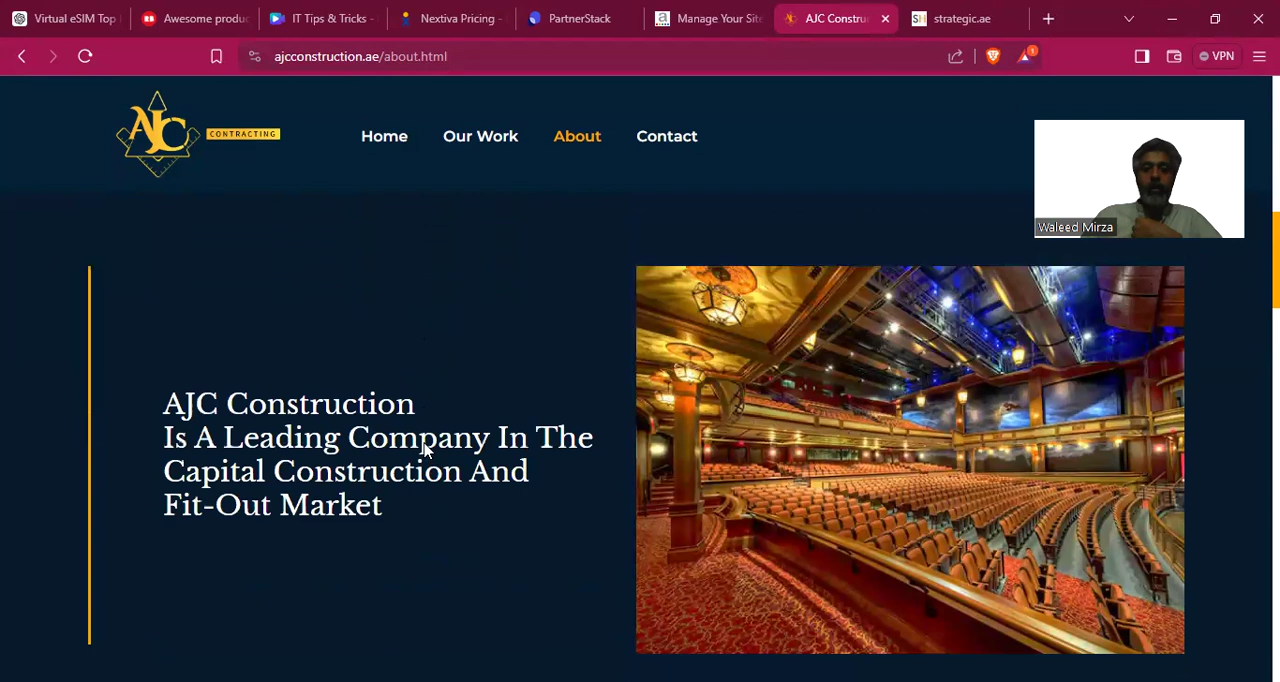 Virtual eSIM Top
Awesome produc
IT Tips & Tricks -
Nextiva Pricing -
PartnerStack
Manage Your Site
AJC Constru
strategic.ae
ajcconstruction.ae/about.html
1
VPN
AJC
CONTRACTING
Home
Our Work
About
Contact
Waleed Mirza
AJC Construction
Is A Leading Company In The
Capital Construction And
Fit-Out Market